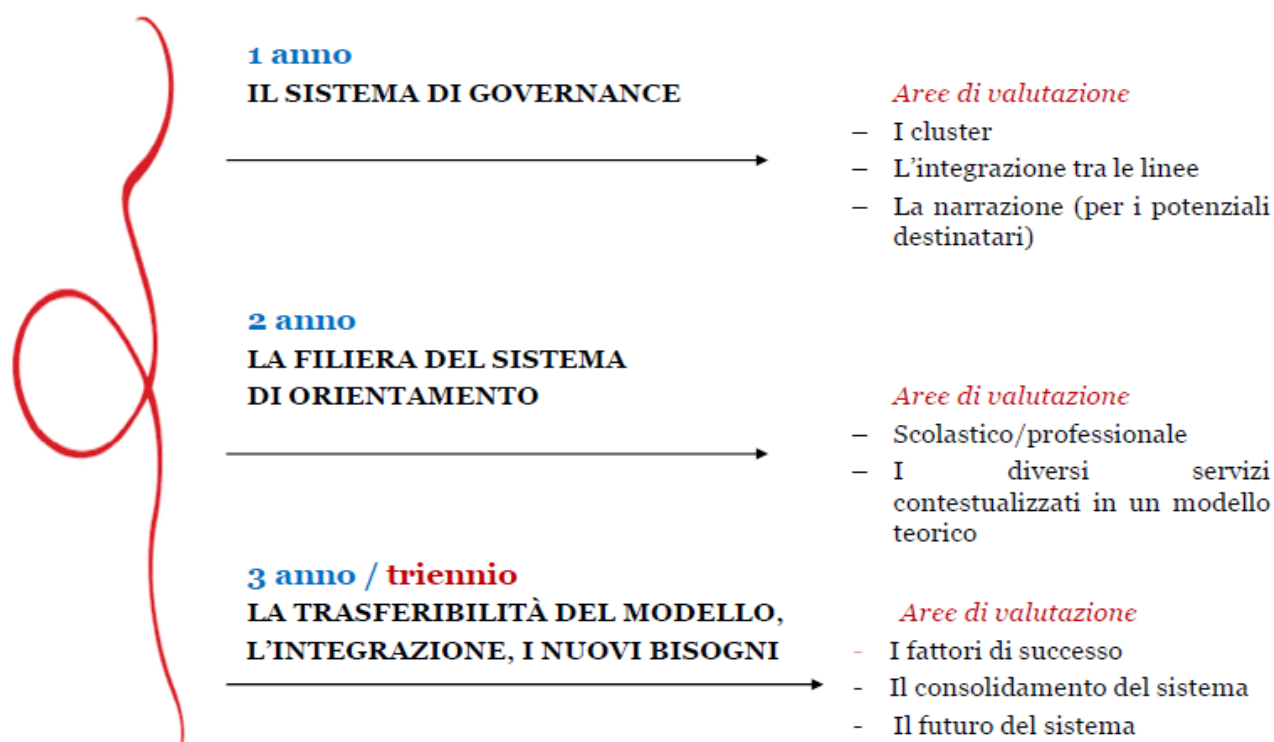 1 anno
IL SISTEMA DI GOVERNANCE
Aree di valutazione
– I cluster
– L'integrazione tra le linee
– La narrazione (per i potenziali
destinatari)
2 anno
LA FILIERA DEL SISTEMA
DI ORIENTAMENTO
Aree di valutazione
– Scolastico/professionale
– I diversi servizi
contestualizzati in un modello
teorico
3 anno / triennio
LA TRASFERIBILITÀ DEL MODELLO,
L'INTEGRAZIONE, I NUOVI BISOGNI
Aree di valutazione
- I fattori di successo
- Il consolidamento del sistema
- Il futuro del sistema